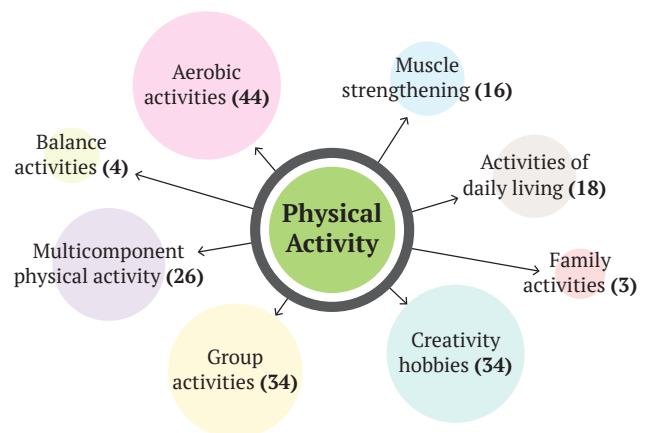 Aerobic
activities (44)
Muscle
strengthening (16)
Balance
activities (4)
Activities of
daily living (18)
Physical
Activity
Multicomponent
physical activity (26)
Family
activities (3)
Group
activities (34)
Creativity
hobbies (34)